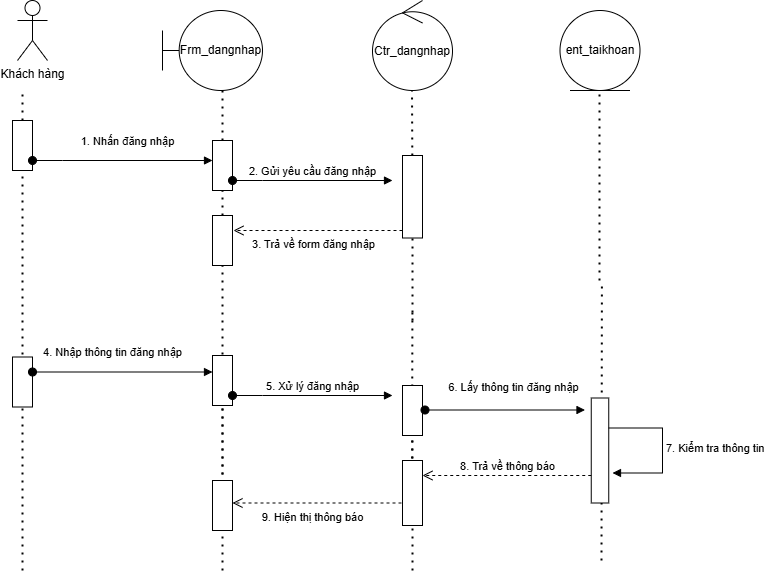 Khách hàng
Frm_dangnhap
Ctr_dangnhap
ent_taikhoan
1. Nhấn đăng nhập
2. Gửi yêu cầu đăng nhập
3. Trả về form đăng nhập
4. Nhập thông tin đăng nhập
5. Xử lý đăng nhập
6. Lấy thông tin đăng nhập
7. Kiểm tra thông tin
8. Trả về thông báo
9. Hiện thị thông báo